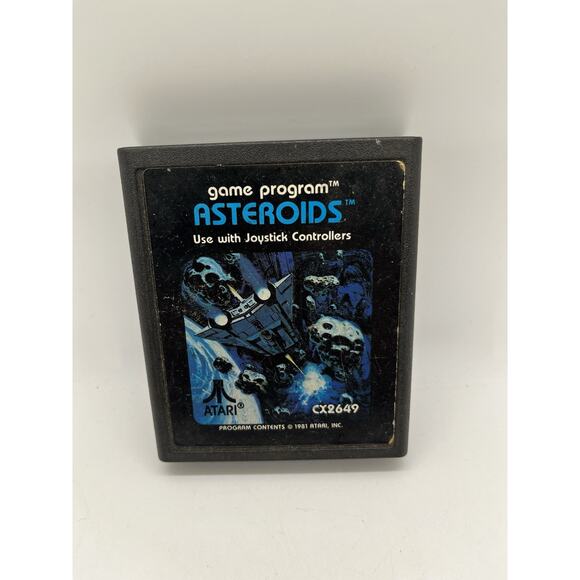 game program™
ASTEROIDS™
Use with Joystick Controllers
ATARI®
CX2649
PROGRAM CONTENTS © 1981 ATARI, INC.